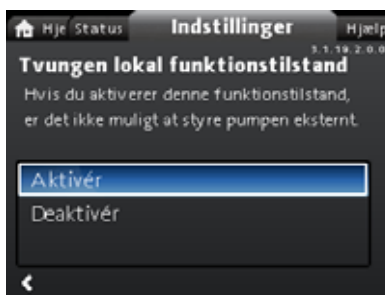 Hje Status Indstillinger Hjælp
3.1.19.2.0.0
Tvungen lokal funktionstilstand
Hvis du aktiverer denne funktionstilstand,
er det ikke muligt at styre pumpen eksternt.
Aktivér
Deaktivér